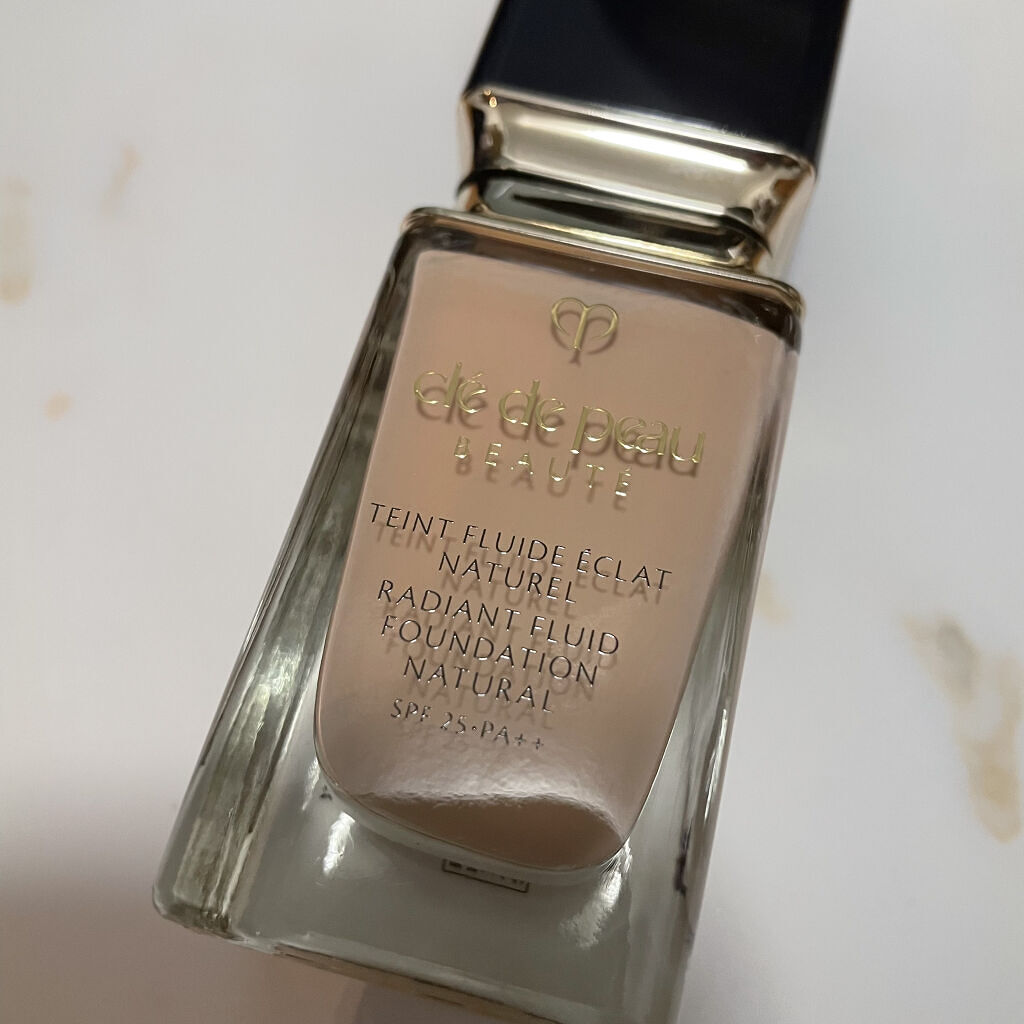 clé de peau
BEAUTÉ
TEINT FLUIDE ÉCLAT
NATUREL
RADIANT FLUID
FOUNDATION
NATURAL
SPF 25·PA++